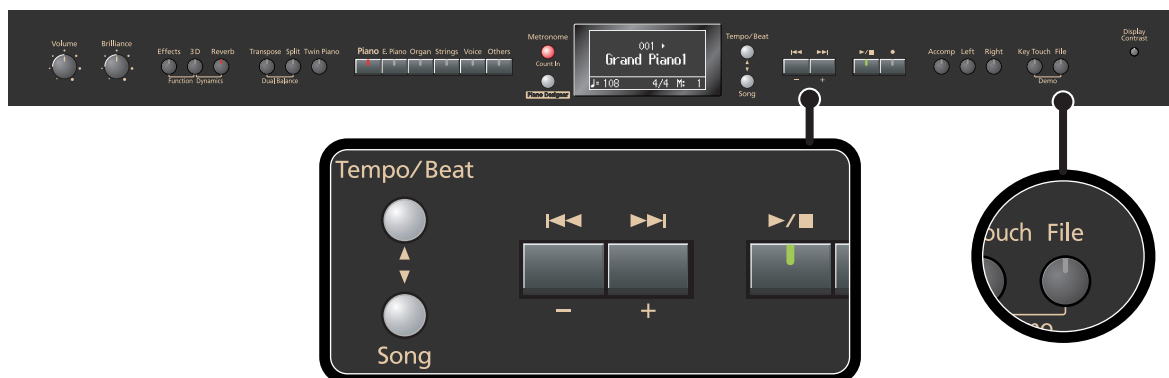 Volume
Brilliance
Effects 3D Reverb
Function Dynamics
Transpose Split Twin Piano
Dual Balance
Piano E. Piano Organ Strings Voice Others
Metronome
Count In
Piano Designer
001 ▸
Grand Piano1
♩= 108 4/4 M: 1
Tempo/Beat
▲
▼
Song
− +
Accomp Left Right
Key Touch File
Demo
Display
Contrast
Tempo/Beat
▲
▼
Song
− +
ouch File
mo